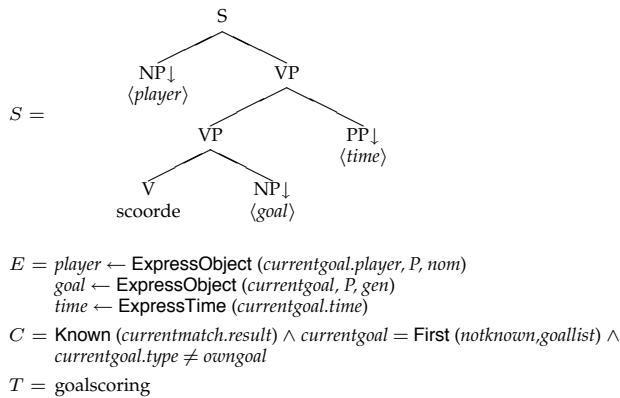 S
NP↓ VP
⟨player⟩
S =
VP PP↓
⟨time⟩
V NP↓
scoorde ⟨goal⟩
E = player ← ExpressObject (currentgoal.player, P, nom)
goal ← ExpressObject (currentgoal, P, gen)
time ← ExpressTime (currentgoal.time)
C = Known (currentmatch.result) ∧ currentgoal = First (notknown,goallist) ∧
currentgoal.type ≠ owngoal
T = goalscoring